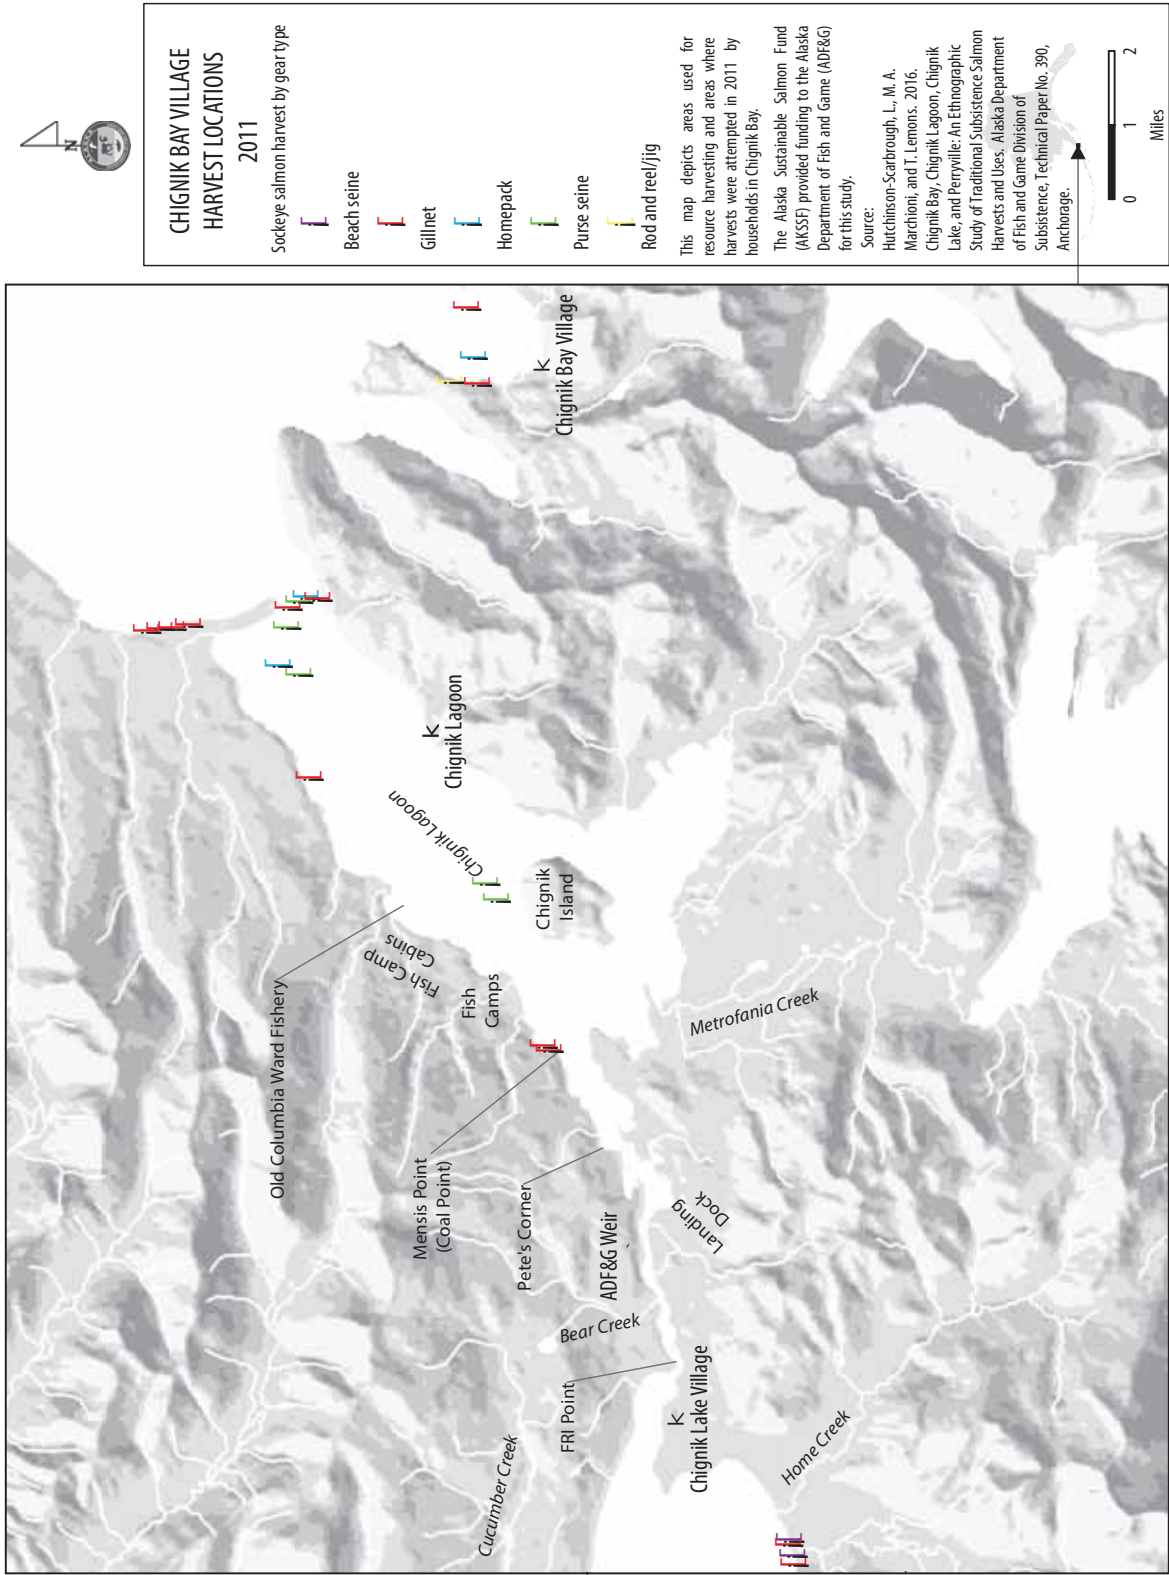 CHIGNIK BAY VILLAGE
HARVEST LOCATIONS
2011
Sockeye salmon harvest by gear type
Beach seine
Gillnet
Homepack
Purse seine
Rod and reel/jig
This map depicts areas used for
resource harvesting and areas where
harvests were attempted in 2011 by
households in Chignik Bay.
The Alaska Sustainable Salmon Fund
(AKSSF) provided funding to the Alaska
Department of Fish and Game (ADF&G)
for this study.
Source:
Hutchinson-Scarbrough, L., M. A.
Marchioni, and T. Lemons. 2016.
Chignik Bay, Chignik Lagoon, Chignik
Lake, and Perryville: An Ethnographic
Study of Traditional Subsistence Salmon
Harvests and Uses. Alaska Department
of Fish and Game Division of
Subsistence, Technical Paper No. 390,
Anchorage.
0 1 2
Miles
N
Old Columbia Ward Fishery
Fish Camp
Cabins
Fish
Camps
Mensis Point
(Coal Point)
Pete's Corner
ADF&G Weir
Bear Creek
FRI Point
Cucumber Creek
Chignik Lake Village
Home Creek
Landing
Dock
Metrofania Creek
Chignik
Island
Chignik Lagoon
Chignik Lagoon
Chignik Bay Village